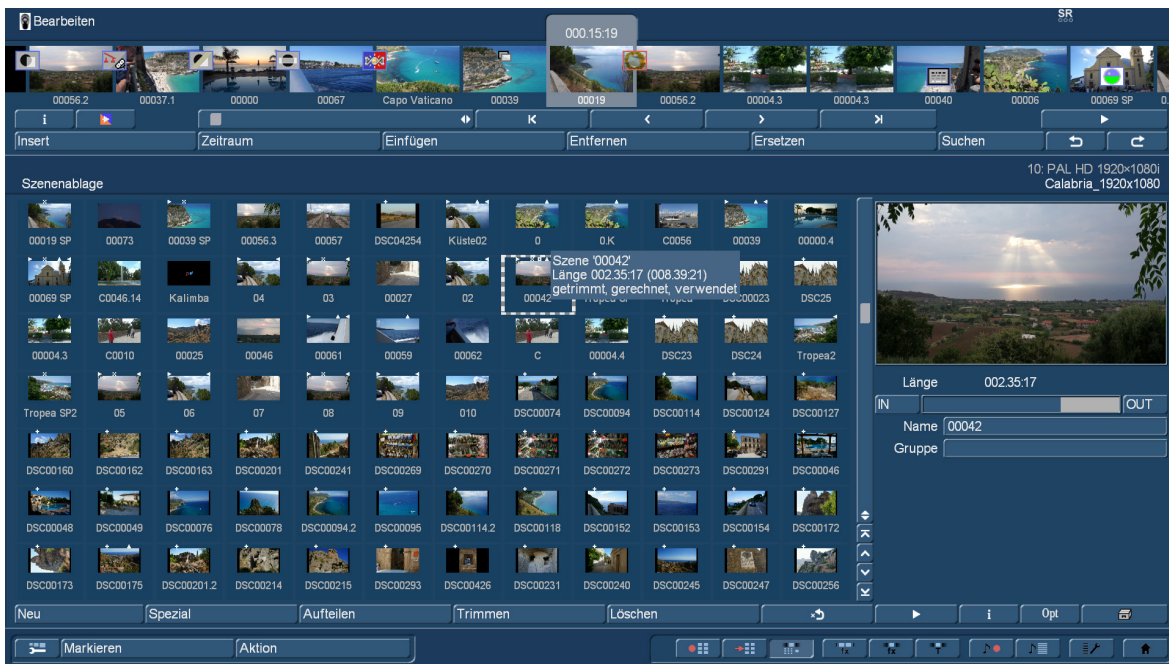 Bearbeiten
SR
000.15:19
00056.2 00037.1 00000 00067 Capo Vaticano 00039 00019 00056.2 00004.3 00004.3 00040 00006 00069 SP 0.
i
Insert Zeitraum Einfügen Entfernen Ersetzen Suchen
10: PAL HD 1920×1080i
Szenenablage Calabria_1920x1080
00019 SP 00073 00039 SP 00056.3 00057 DSC04254 Küste02 0 0.K C0056 00039 00000.4
Szene '00042'
Länge 002.35:17 (008.39:21)
getrimmt, gerechnet, verwendet
00069 SP C0046.14 Kalimba 04 03 00027 02 00042 DSC00023 DSC25
00004.3 C0010 00025 00046 00061 00059 00062 C 00004.4 DSC23 DSC24 Tropea2
Länge 002.35:17
IN OUT
Tropea SP2 05 06 07 08 09 010 DSC00074 DSC00094 DSC00114 DSC00124 DSC00127
Name 00042
Gruppe
DSC00160 DSC00162 DSC00163 DSC00201 DSC00241 DSC00269 DSC00270 DSC00271 DSC00272 DSC00273 DSC00291 DSC00046
DSC00048 DSC00049 DSC00076 DSC00078 DSC00094.2 DSC00095 DSC00114.2 DSC00118 DSC00152 DSC00153 DSC00154 DSC00172
DSC00173 DSC00175 DSC00201.2 DSC00214 DSC00215 DSC00293 DSC00426 DSC00231 DSC00240 DSC00245 DSC00247 DSC00256
Neu Spezial Aufteilen Trimmen Löschen i Opt
Markieren Aktion